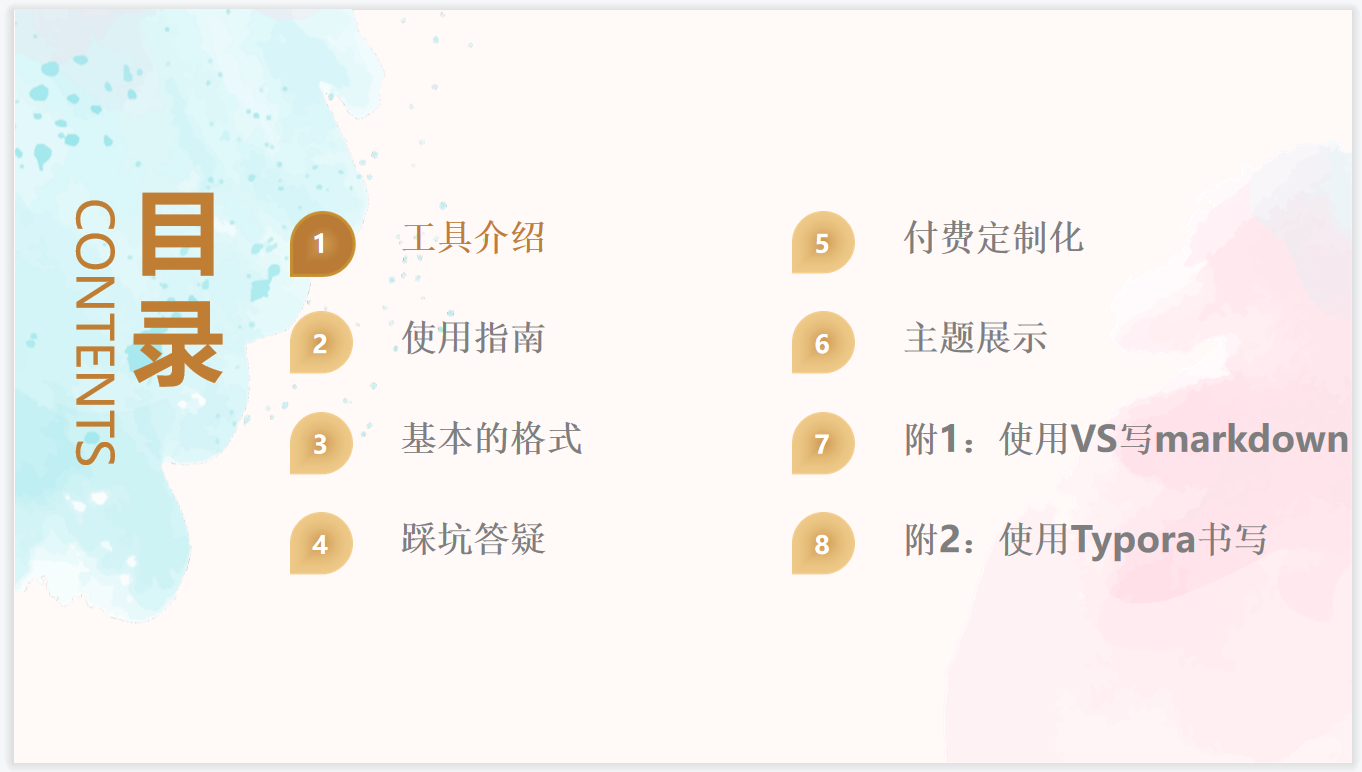 目录
CONTENTS
1 工具介绍
2 使用指南
3 基本的格式
4 踩坑答疑
5 付费定制化
6 主题展示
7 附1：使用VS写markdown
8 附2：使用Typora书写